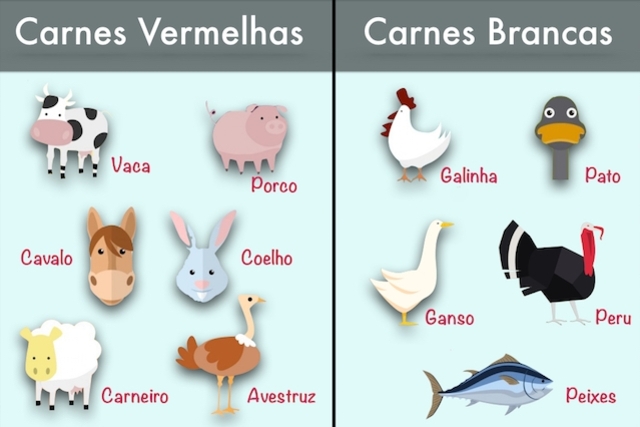 Carnes Vermelhas
Vaca
Porco
Cavalo
Coelho
Carneiro
Avestruz
Carnes Brancas
Galinha
Pato
Ganso
Peru
Peixes